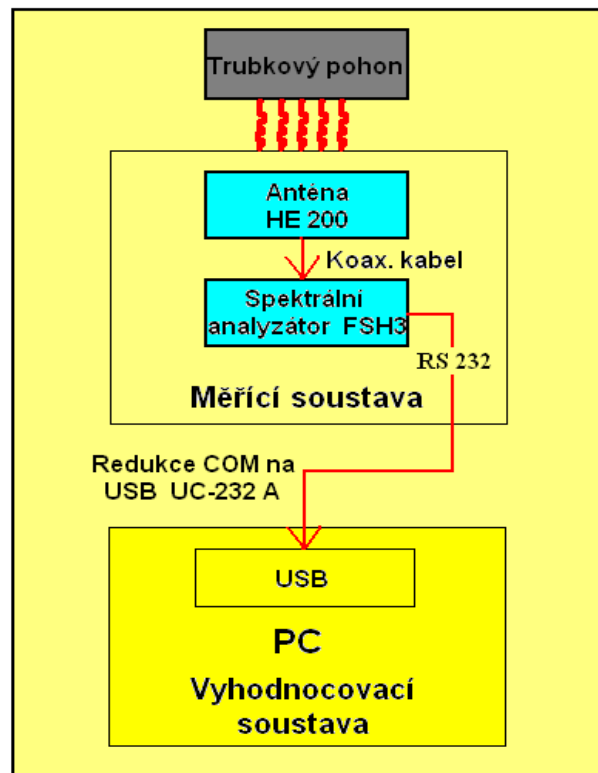 Trubkový pohon
Anténa
HE 200
Koax. kabel
Spektrální
analyzátor FSH3
RS 232
Měřící soustava
Redukce COM na
USB UC-232 A
USB
PC
Vyhodnocovací
soustava